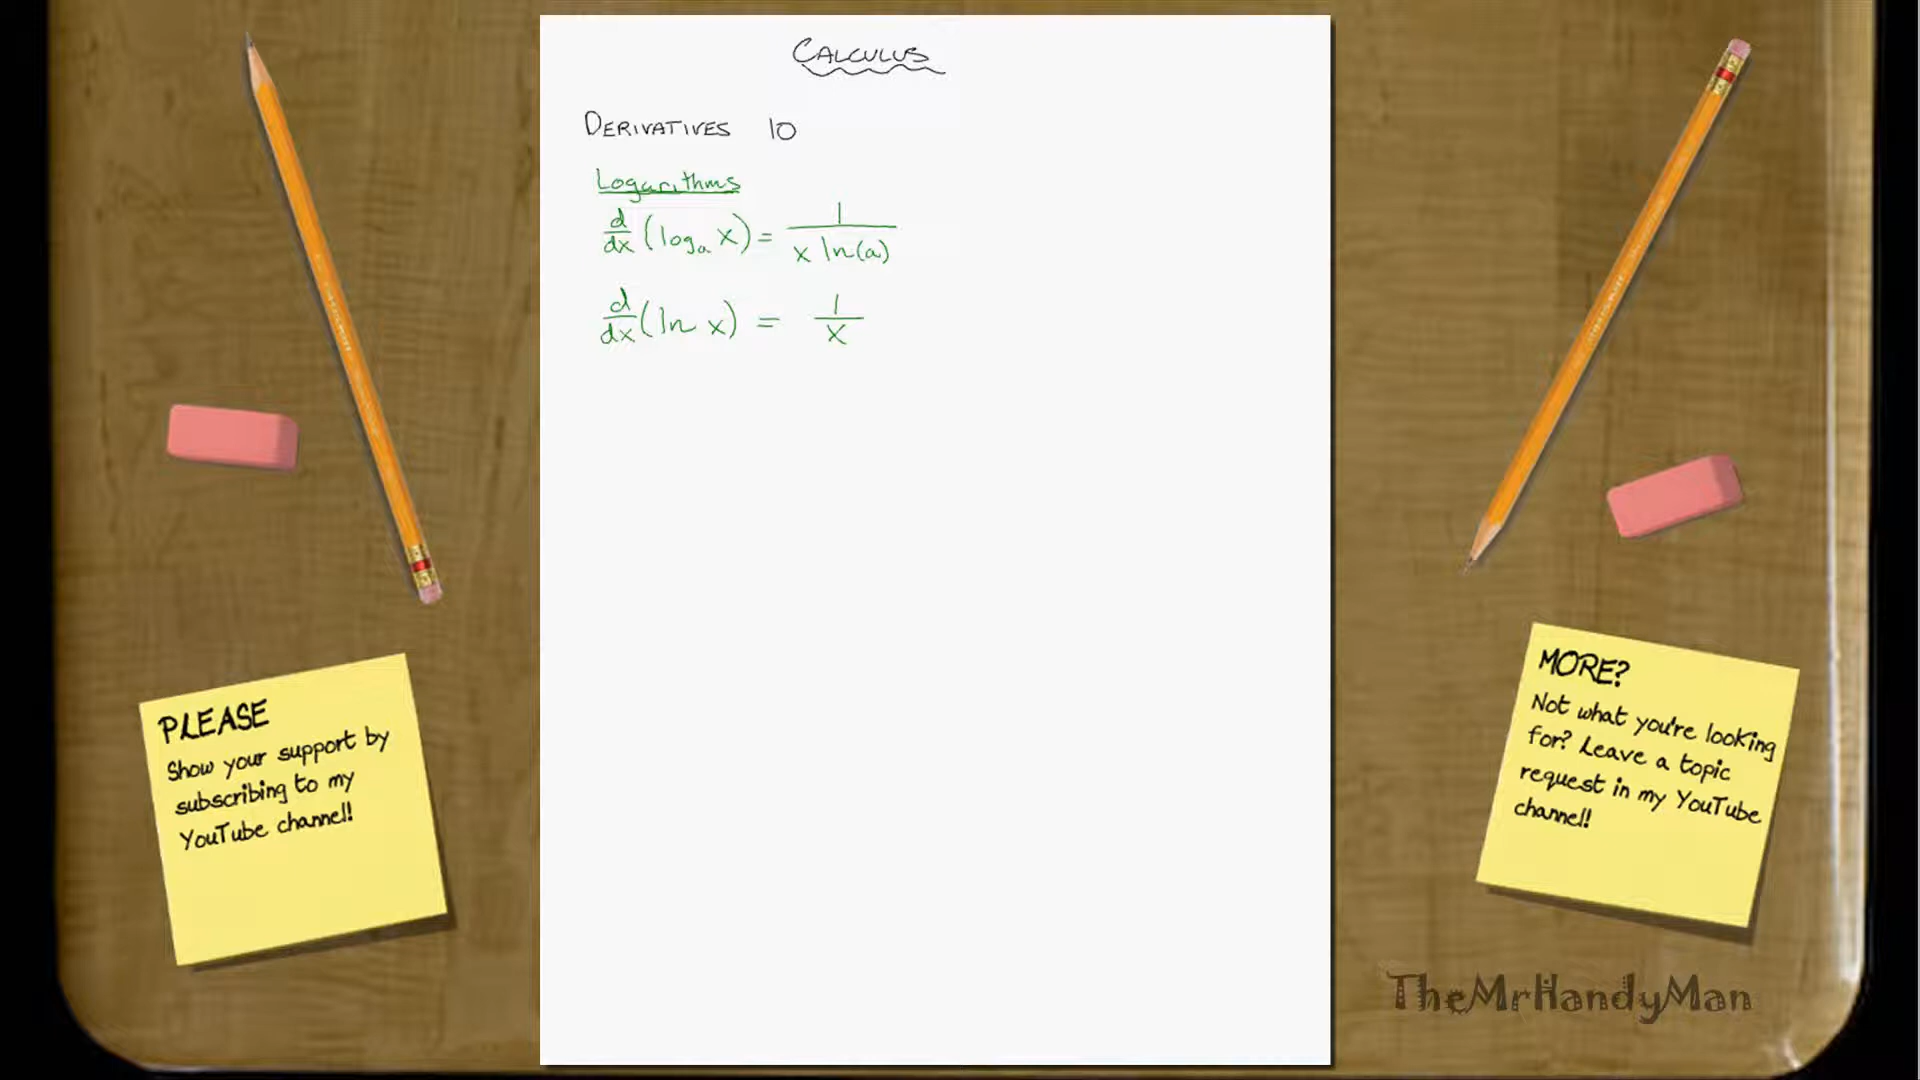 CALCULUS
DERIVATIVES 10
Logarithms
d/dx (logₐ x) = 1/(x ln(a))
d/dx (ln x) = 1/x
PLEASE
Show your support by
subscribing to my
YouTube channel!
MORE?
Not what you're looking
for? Leave a topic
request in my YouTube
channel!
TheMrHandyMan